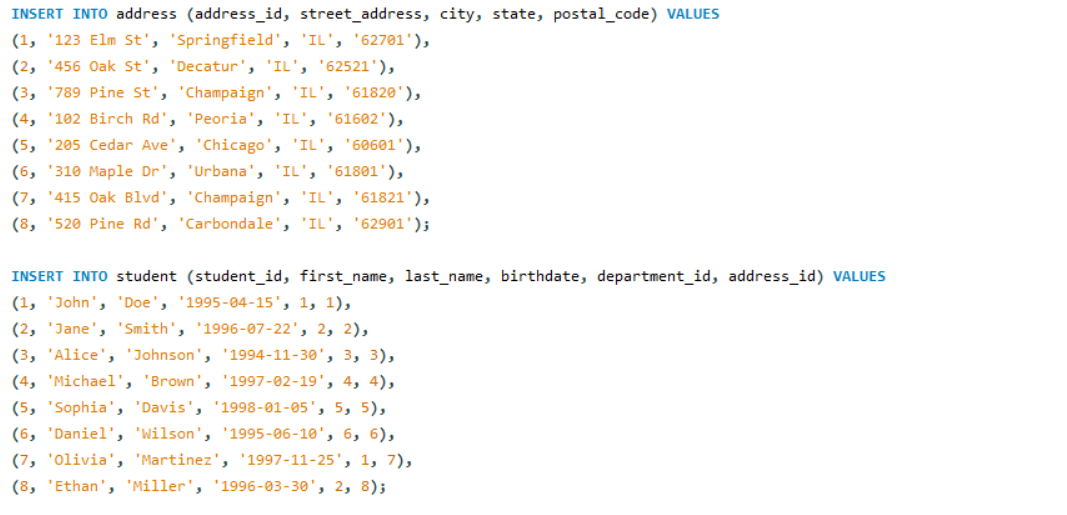 INSERT INTO address (address_id, street_address, city, state, postal_code) VALUES
(1, '123 Elm St', 'Springfield', 'IL', '62701'),
(2, '456 Oak St', 'Decatur', 'IL', '62521'),
(3, '789 Pine St', 'Champaign', 'IL', '61820'),
(4, '102 Birch Rd', 'Peoria', 'IL', '61602'),
(5, '205 Cedar Ave', 'Chicago', 'IL', '60601'),
(6, '310 Maple Dr', 'Urbana', 'IL', '61801'),
(7, '415 Oak Blvd', 'Champaign', 'IL', '61821'),
(8, '520 Pine Rd', 'Carbondale', 'IL', '62901');
INSERT INTO student (student_id, first_name, last_name, birthdate, department_id, address_id) VALUES
(1, 'John', 'Doe', '1995-04-15', 1, 1),
(2, 'Jane', 'Smith', '1996-07-22', 2, 2),
(3, 'Alice', 'Johnson', '1994-11-30', 3, 3),
(4, 'Michael', 'Brown', '1997-02-19', 4, 4),
(5, 'Sophia', 'Davis', '1998-01-05', 5, 5),
(6, 'Daniel', 'Wilson', '1995-06-10', 6, 6),
(7, 'Olivia', 'Martinez', '1997-11-25', 1, 7),
(8, 'Ethan', 'Miller', '1996-03-30', 2, 8);